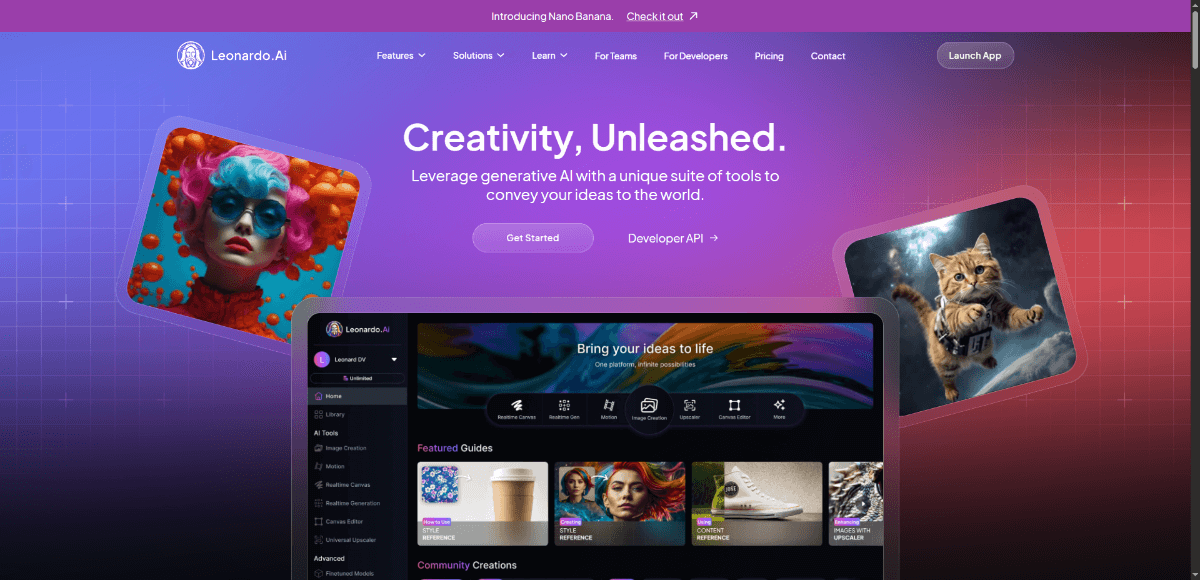 Introducing Nano Banana. Check it out
Leonardo.Ai
Features
Solutions
Learn
For Teams
For Developers
Pricing
Contact
Launch App
Creativity, Unleashed.
Leverage generative AI with a unique suite of tools to
convey your ideas to the world.
Get Started
Developer API →
Leonardo.Ai
L
Leonard DV
Unlimited
Home
Library
AI Tools
Image Creation
Motion
Realtime Canvas
Realtime Generation
Canvas Editor
Universal Upscaler
Advanced
Finetuned Models
Bring your ideas to life
One platform, infinite possibilities
Realtime Canvas
Realtime Gen
Motion
Image Creation
Upscaler
Canvas Editor
More
Featured Guides
How to Use
STYLE
REFERENCE
Creating
STYLE
REFERENCE
Using
CONTENT
REFERENCE
Enhancing
IMAGES WITH
UPSCALER
Community Creations